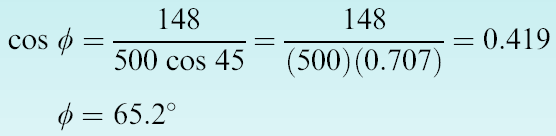 cos ϕ = 148 / (500 cos 45) = 148 / ((500)(0.707)) = 0.419
ϕ = 65.2°